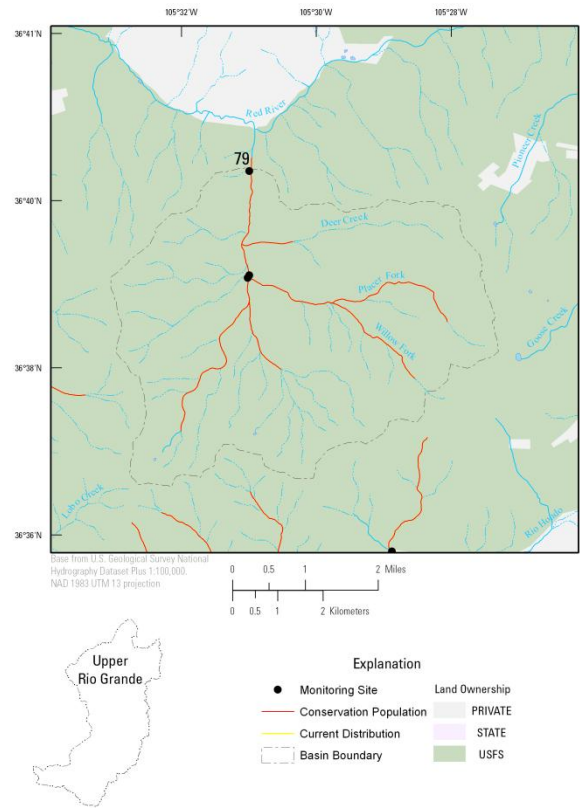 105°32'W 105°30'W 105°28'W
36°41'N
Red River
Pioneer Creek
79
36°40'N
Deer Creek
Placer Fork
Willow Fork
Goose Creek
36°38'N
Lobo Creek
Rio Hondo
36°36'N
Base from U.S. Geological Survey National
Hydrography Dataset Plus 1:100,000.
NAD 1983 UTM 13 projection
0 0.5 1 2 Miles
0 0.5 1 2 Kilometers
Upper
Rio Grande
Explanation
Monitoring Site
Conservation Population
Current Distribution
Basin Boundary
Land Ownership
PRIVATE
STATE
USFS